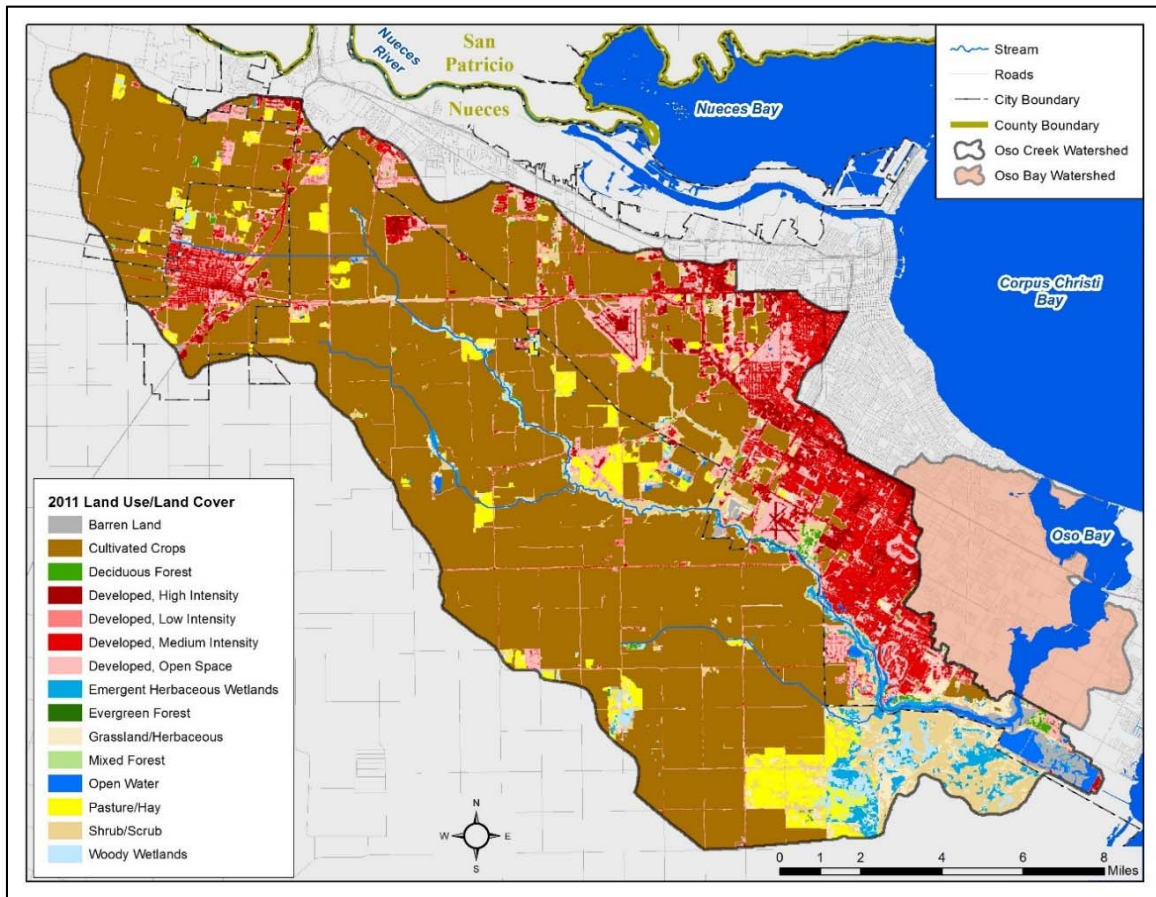 Nueces
River
San
Patricio
Nueces
Nueces Bay
Corpus Christi
Bay
Oso Bay
Stream
Roads
City Boundary
County Boundary
Oso Creek Watershed
Oso Bay Watershed
2011 Land Use/Land Cover
Barren Land
Cultivated Crops
Deciduous Forest
Developed, High Intensity
Developed, Low Intensity
Developed, Medium Intensity
Developed, Open Space
Emergent Herbaceous Wetlands
Evergreen Forest
Grassland/Herbaceous
Mixed Forest
Open Water
Pasture/Hay
Shrub/Scrub
Woody Wetlands
N
W E
S
0 1 2 4 6 8
Miles